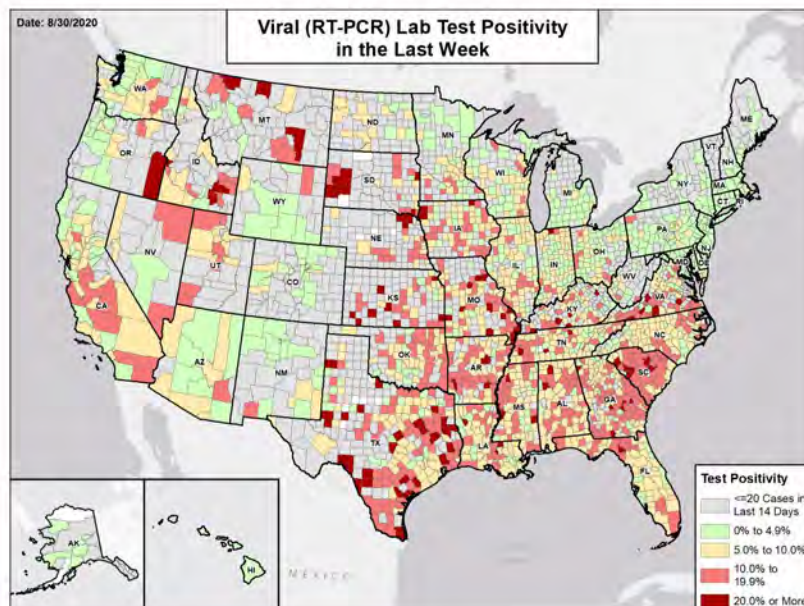 Date: 8/30/2020
Viral (RT-PCR) Lab Test Positivity
in the Last Week
WA
MT
ND
MN
ME
OR
ID
SD
WI
MI
VT
NH
NY
MA
CT
WY
NE
IA
PA
NJ
NV
UT
CO
IL
IN
OH
MD
DE
WV
CA
KS
MO
KY
VA
AZ
NM
OK
AR
TN
NC
SC
TX
LA
MS
AL
GA
FL
AK
HI
MEXICO
Test Positivity
<=20 Cases in
Last 14 Days
0% to 4.9%
5.0% to 10.0%
10.0% to
19.9%
20.0% or More